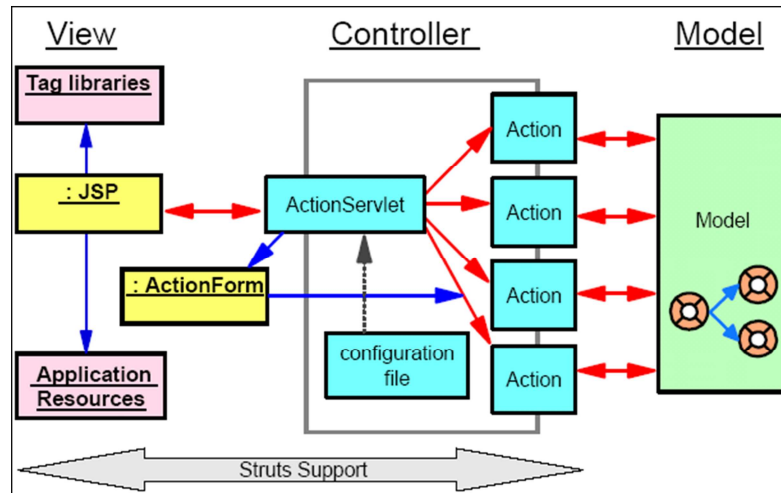 View
Controller
Model
Tag libraries
: JSP
: ActionForm
Application
Resources
ActionServlet
configuration
file
Action
Action
Action
Action
Model
Struts Support